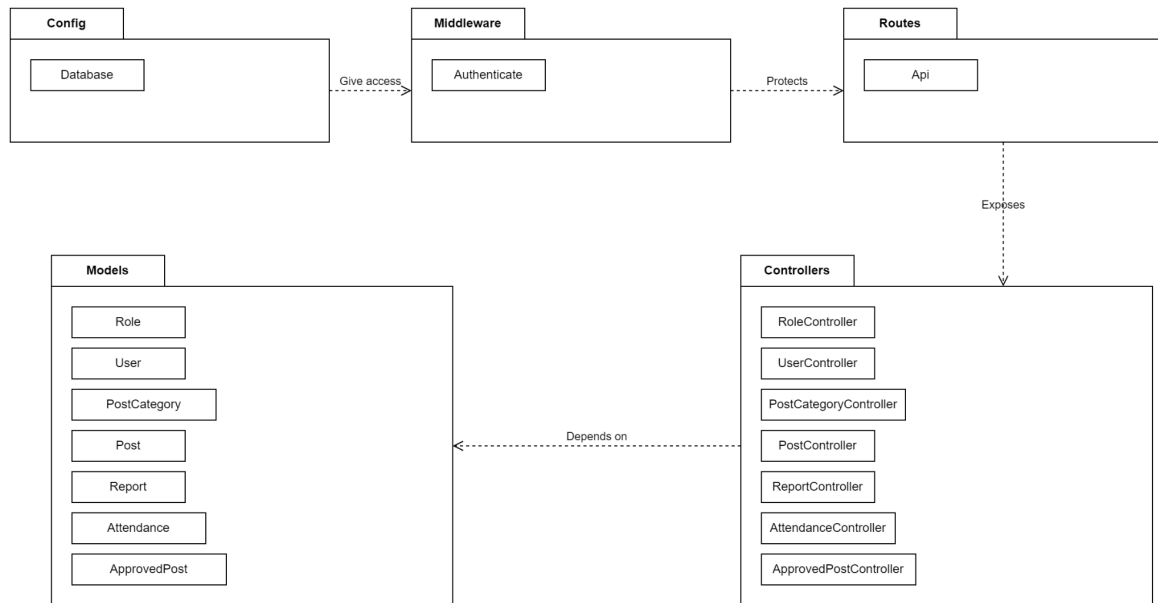 Config
Database
Give access
Middleware
Authenticate
Protects
Routes
Api
Exposes
Models
Role
User
PostCategory
Post
Report
Attendance
ApprovedPost
Depends on
Controllers
RoleController
UserController
PostCategoryController
PostController
ReportController
AttendanceController
ApprovedPostController